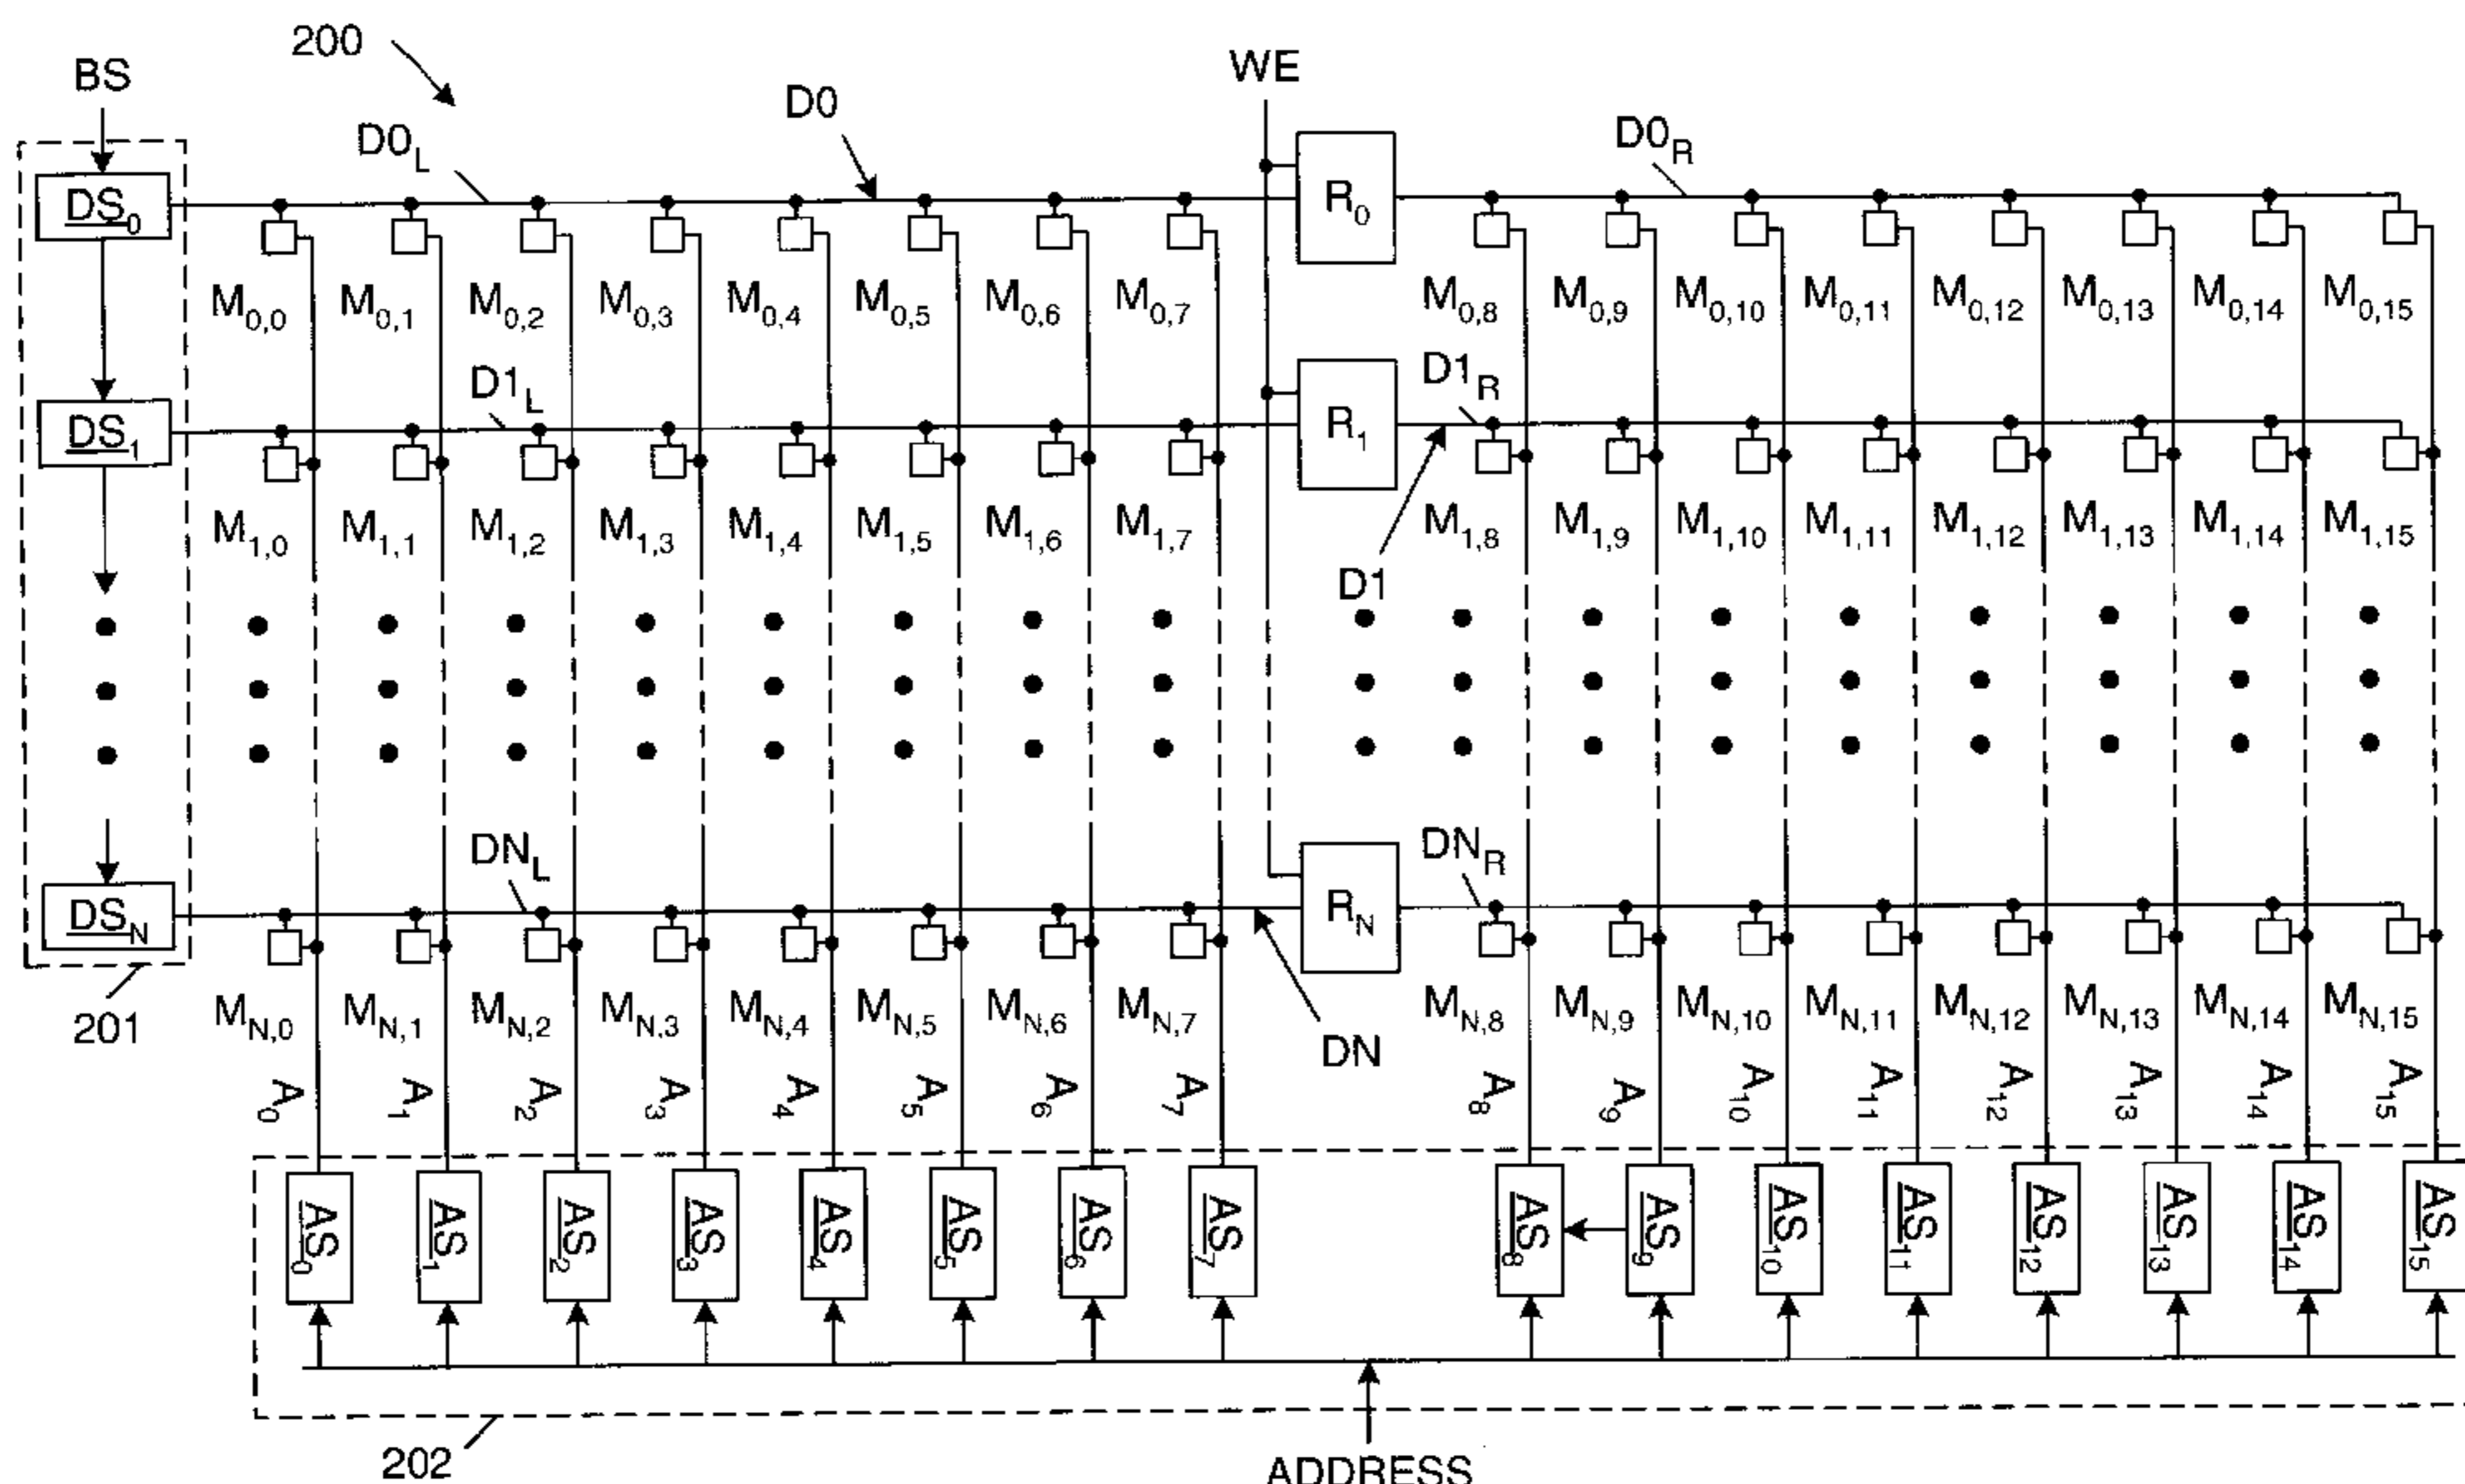 200
BS
WE
D0
D0L
D0R
DS0
R0
M0,0 M0,1 M0,2 M0,3 M0,4 M0,5 M0,6 M0,7 M0,8 M0,9 M0,10 M0,11 M0,12 M0,13 M0,14 M0,15
D1L
D1R
DS1
R1
M1,0 M1,1 M1,2 M1,3 M1,4 M1,5 M1,6 M1,7 M1,8 M1,9 M1,10 M1,11 M1,12 M1,13 M1,14 M1,15
D1
DNL
DNR
DSN
RN
201
MN,0 MN,1 MN,2 MN,3 MN,4 MN,5 MN,6 MN,7 MN,8 MN,9 MN,10 MN,11 MN,12 MN,13 MN,14 MN,15
DN
A0 A1 A2 A3 A4 A5 A6 A7 A8 A9 A10 A11 A12 A13 A14 A15
AS0 AS1 AS2 AS3 AS4 AS5 AS6 AS7 AS8 AS9 AS10 AS11 AS12 AS13 AS14 AS15
202
ADDRESS